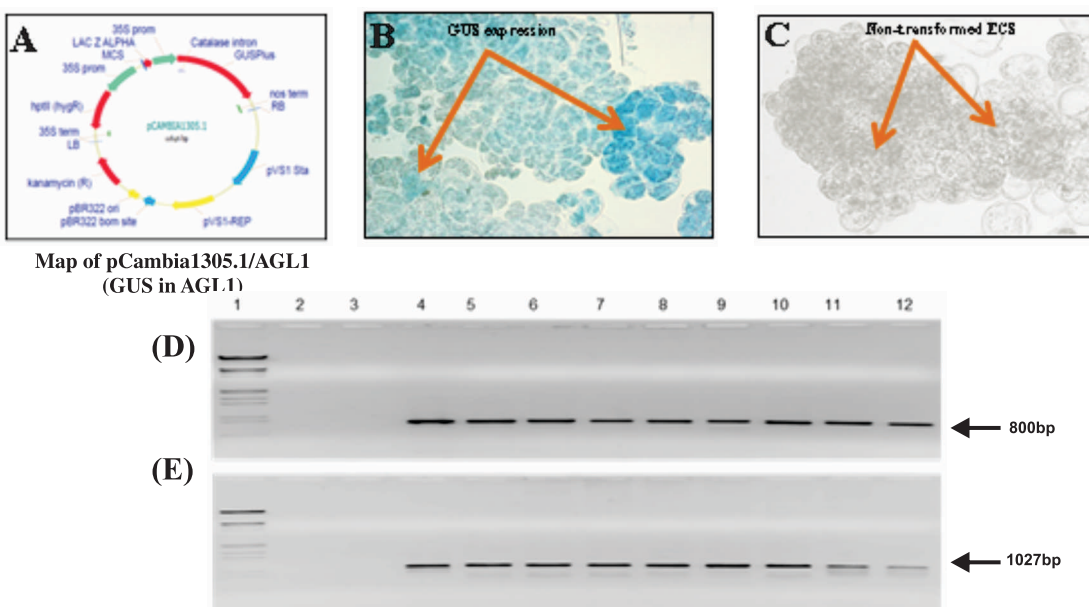 A
35S prom
LAC Z ALPHA
MCS
35S prom
Catalase intron
GUSPlus
hptII (hygR)
nos term
RB
35S term
LB
pCAMBIA1305.1
kanamycin (R)
pVS1 Sta
pBR322 ori
pBR322 bom site
pVS1-REP
B
GUS expression
C
Non-transformed ECS
Map of pCambia1305.1/AGL1
(GUS in AGL1)
1 2 3 4 5 6 7 8 9 10 11 12
(D)
800bp
(E)
1027bp